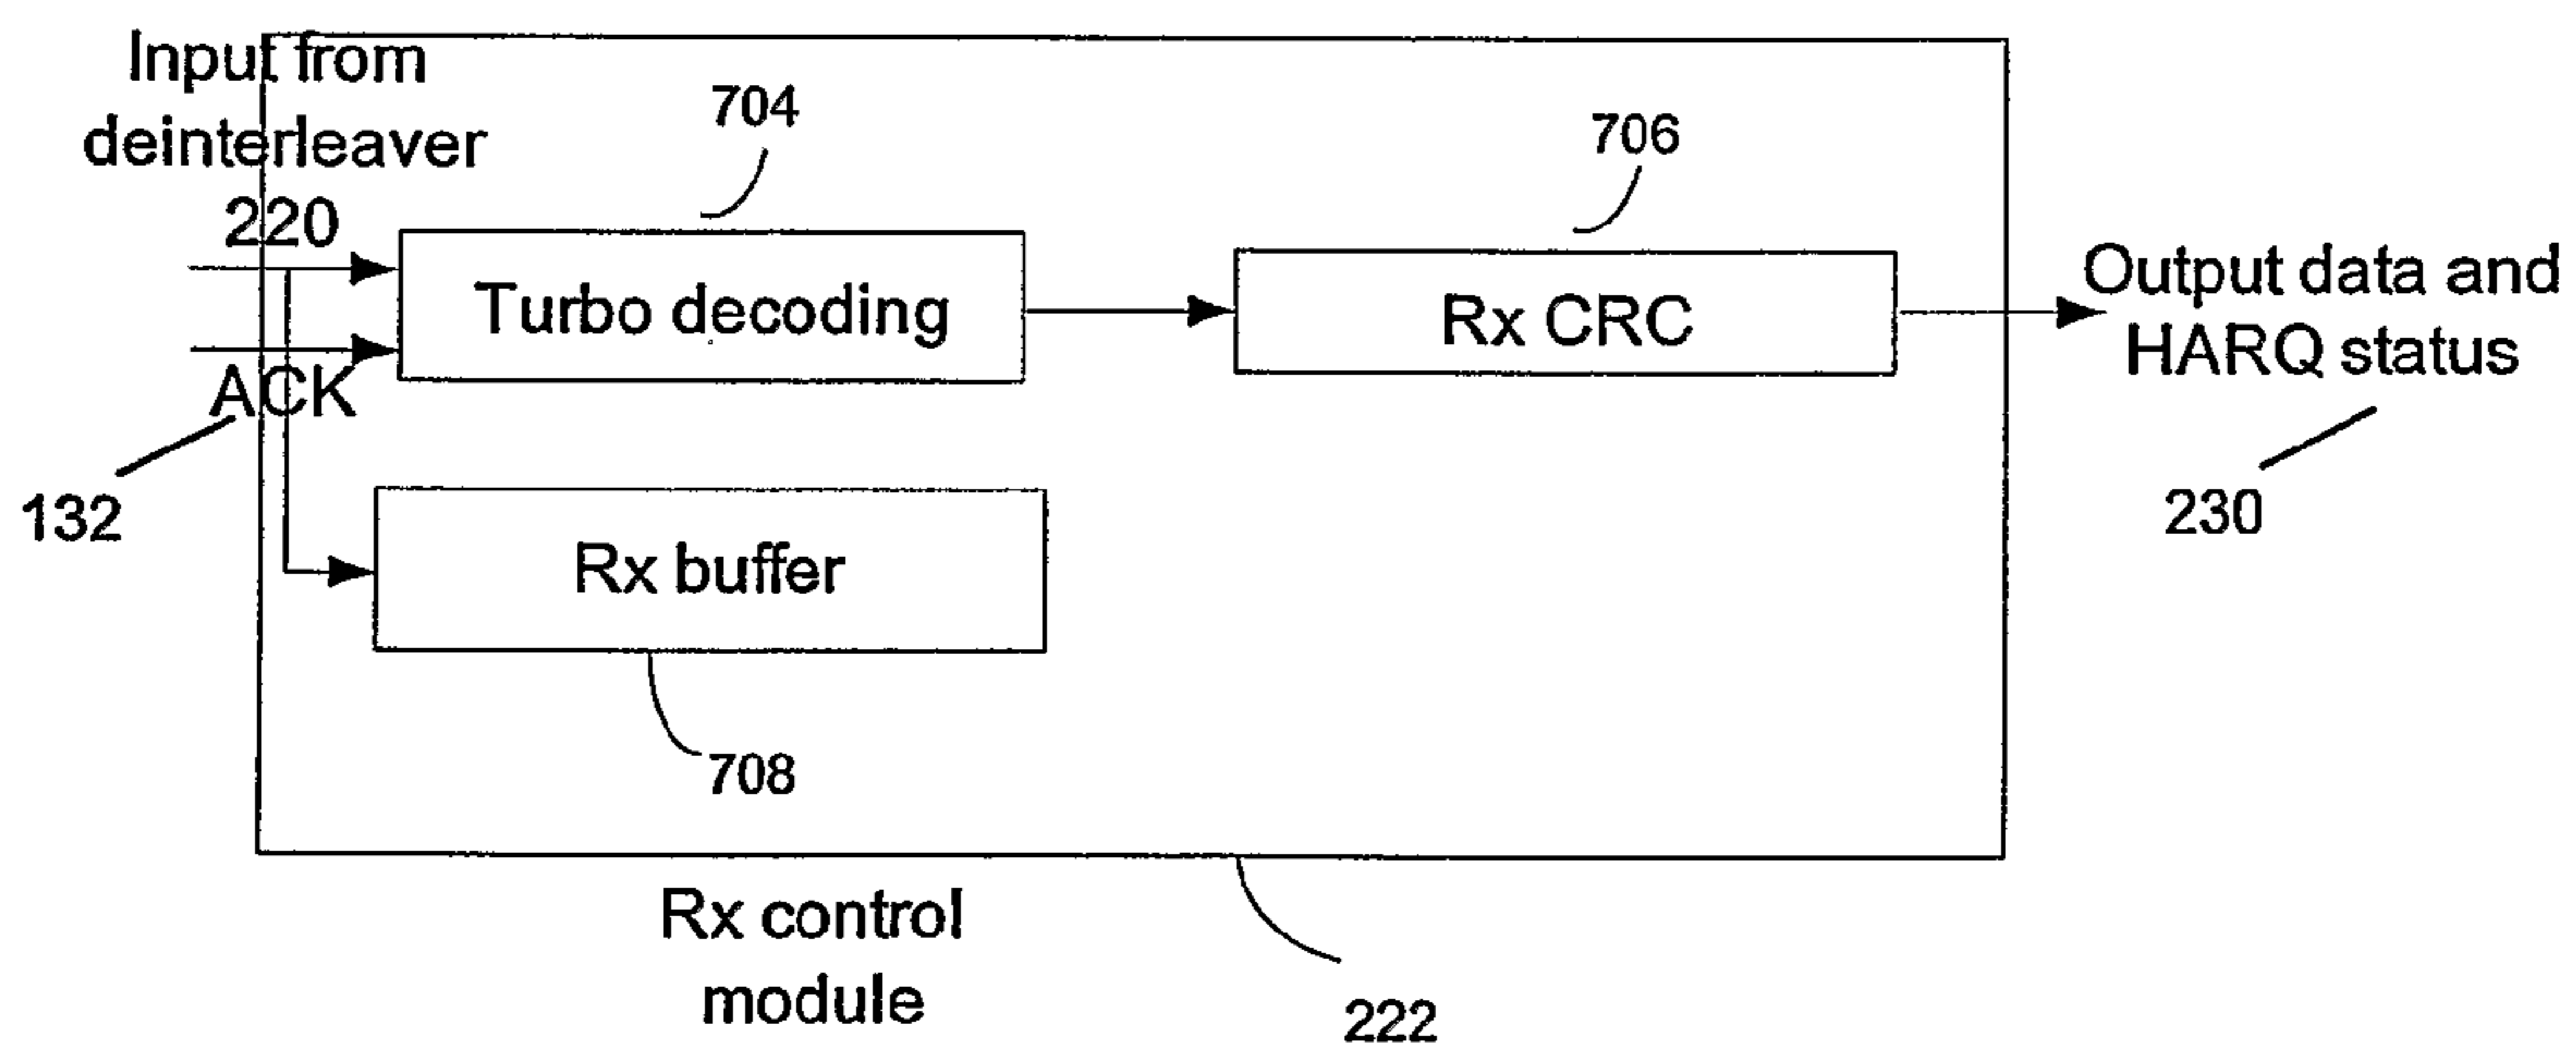 Input from
deinterleaver
220
704
706
Turbo decoding
Rx CRC
Output data and
HARQ status
ACK
132
230
Rx buffer
708
Rx control
module
222